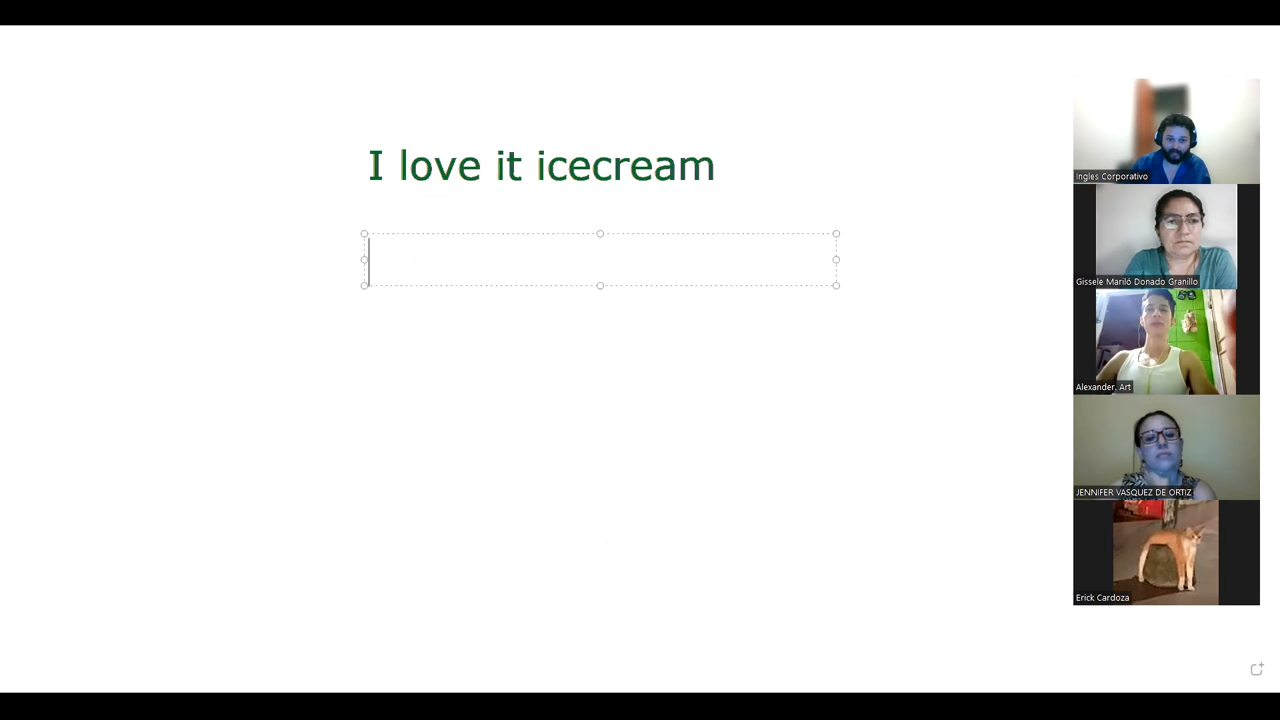 I love it icecream
Ingles Corporativo
Gissele Mariló Donado Granillo
Alexander. Art
JENNIFER VASQUEZ DE ORTIZ
Erick Cardoza